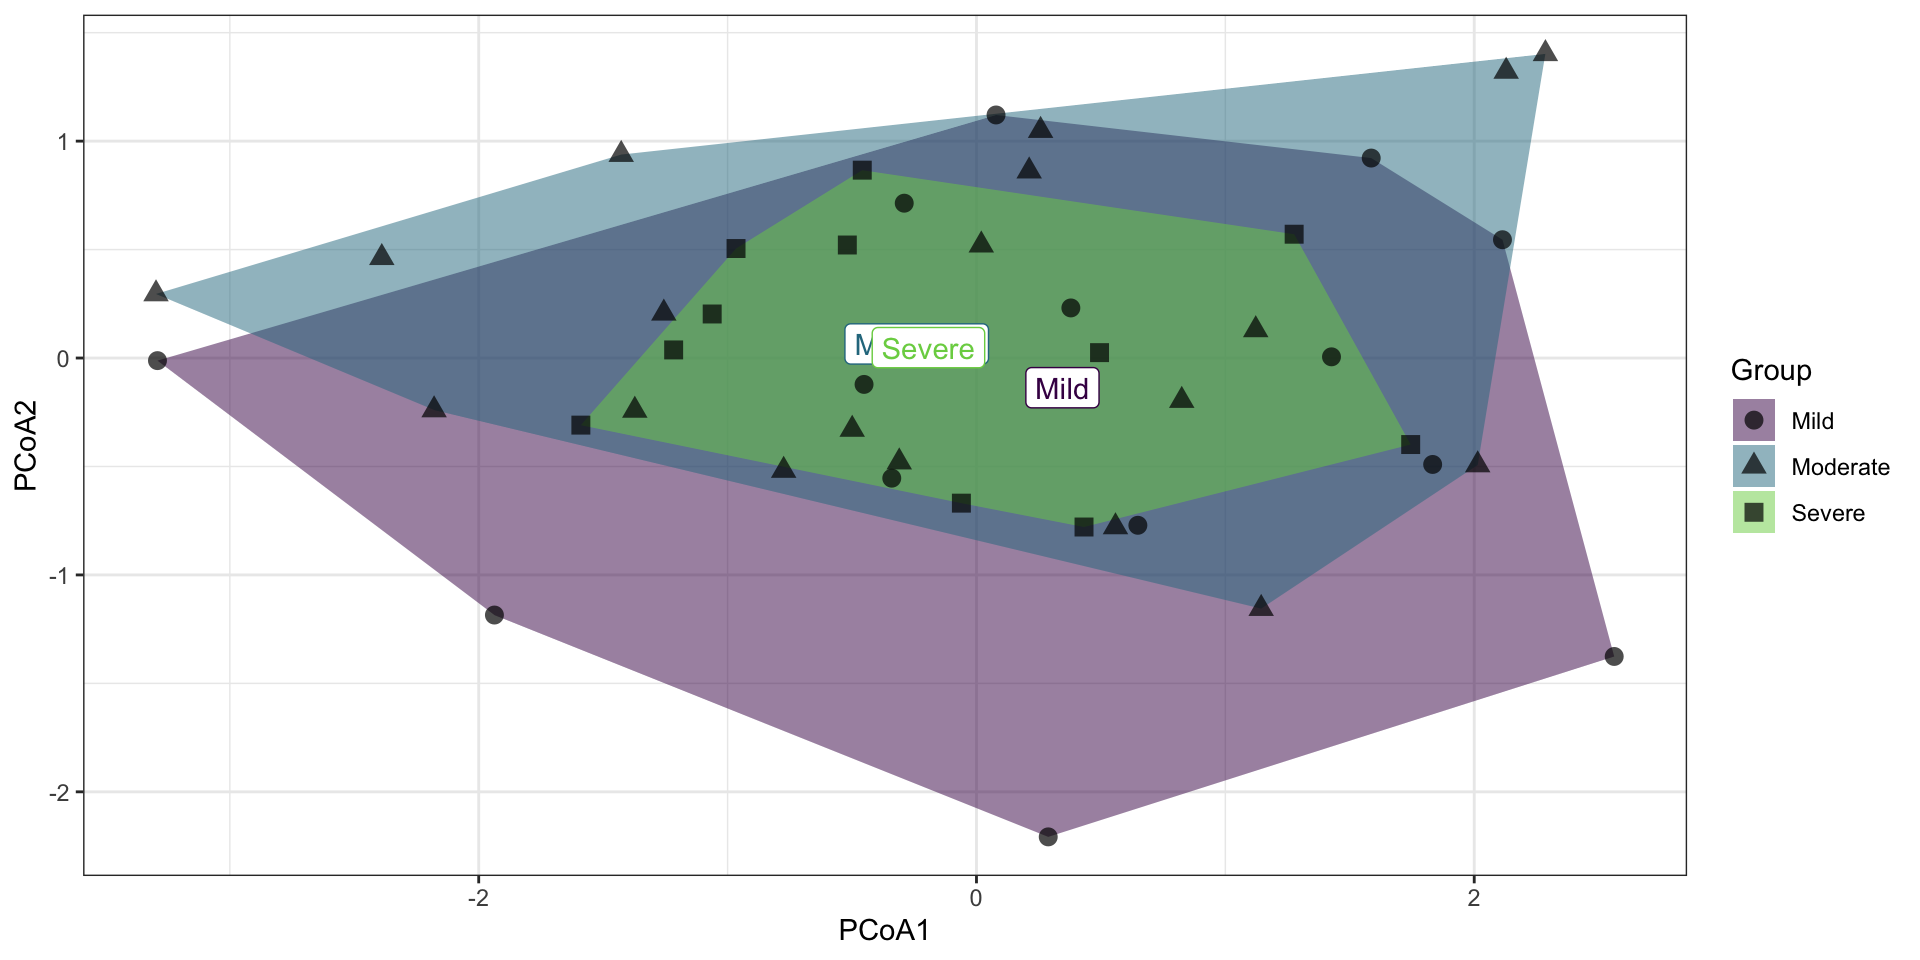 PCoA2
1
0
-1
-2
M
Severe
Mild
-2
0
2
PCoA1
Group
Mild
Moderate
Severe